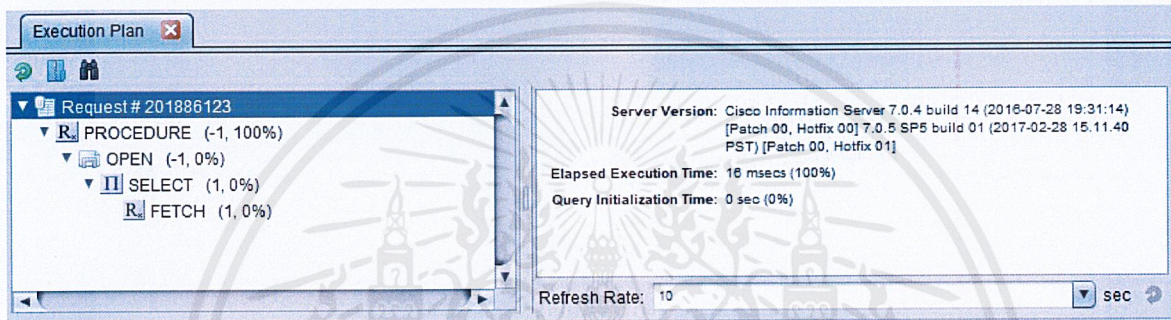 Execution Plan
Request # 201886123
PROCEDURE (-1, 100%)
OPEN (-1, 0%)
SELECT (1, 0%)
FETCH (1, 0%)
Server Version: Cisco Information Server 7.0.4 build 14 (2016-07-28 19:31:14)
[Patch 00, Hotfix 00] 7.0.5 SP5 build 01 (2017-02-28 15.11.40
PST) [Patch 00, Hotfix 01]
Elapsed Execution Time: 16 msecs (100%)
Query Initialization Time: 0 sec (0%)
Refresh Rate: 10 sec